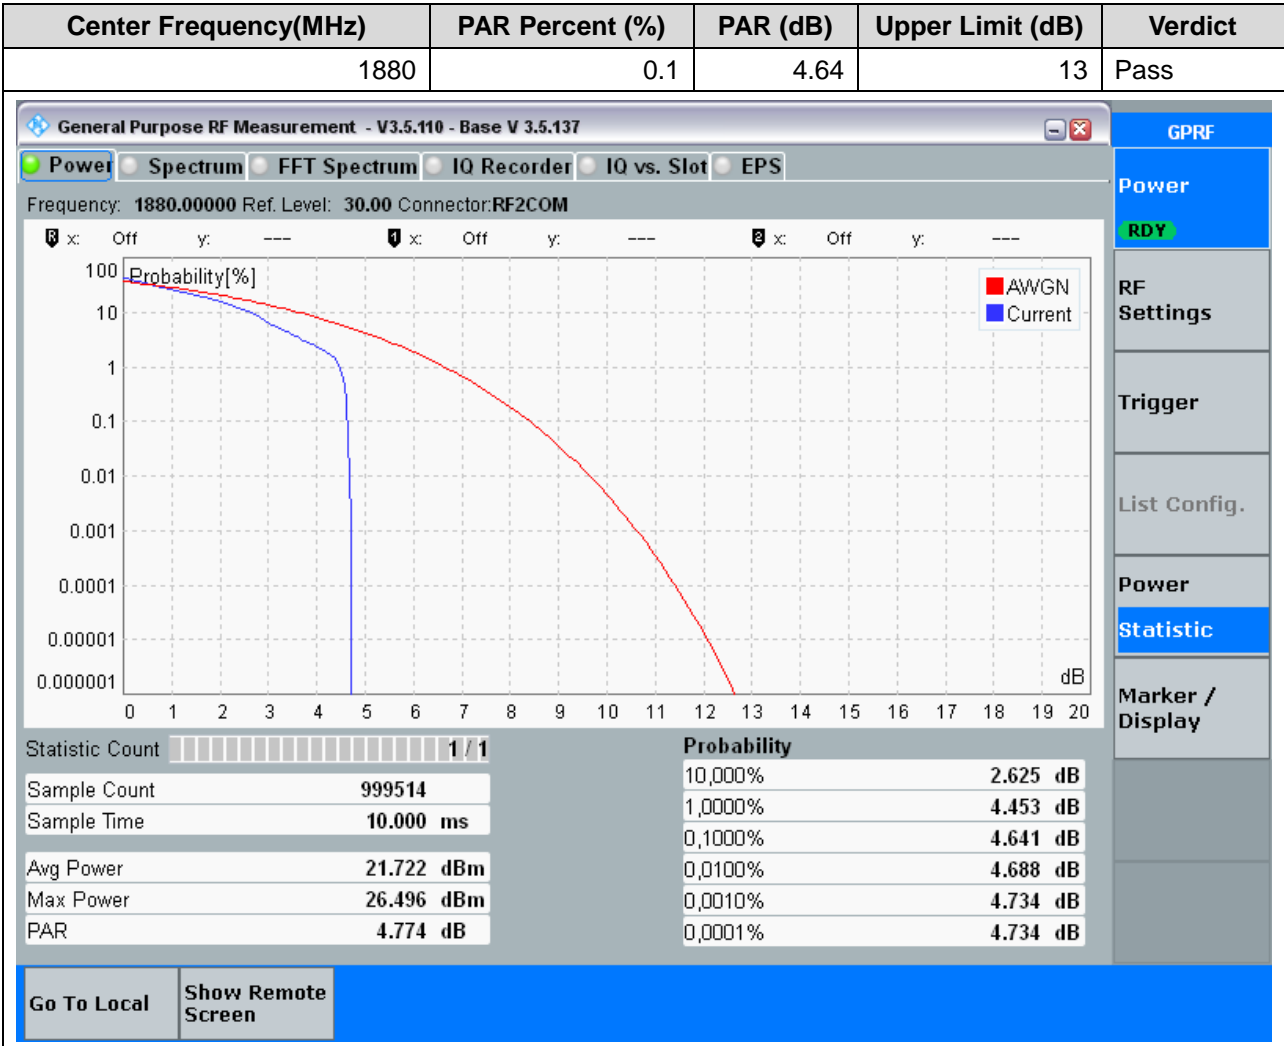 Center Frequency(MHz) PAR Percent (%) PAR (dB) Upper Limit (dB) Verdict
1880 0.1 4.64 13 Pass
General Purpose RF Measurement - V3.5.110 - Base V 3.5.137
GPRF
Power Spectrum FFT Spectrum IQ Recorder IQ vs. Slot EPS
Frequency: 1880.00000 Ref. Level: 30.00 Connector:RF2COM
R x: Off y: --- 1 x: Off y: --- 2 x: Off y: ---
Probability[%]
AWGN
Current
100
10
1
0.1
0.01
0.001
0.0001
0.00001
0.000001
dB
0 1 2 3 4 5 6 7 8 9 10 11 12 13 14 15 16 17 18 19 20
Statistic Count 1 / 1
Sample Count 999514
Sample Time 10.000 ms
Avg Power 21.722 dBm
Max Power 26.496 dBm
PAR 4.774 dB
Probability
10,000% 2.625 dB
1,0000% 4.453 dB
0,1000% 4.641 dB
0,0100% 4.688 dB
0,0010% 4.734 dB
0,0001% 4.734 dB
Power
RDY
RF
Settings
Trigger
List Config.
Power
Statistic
Marker /
Display
Go To Local
Show Remote
Screen